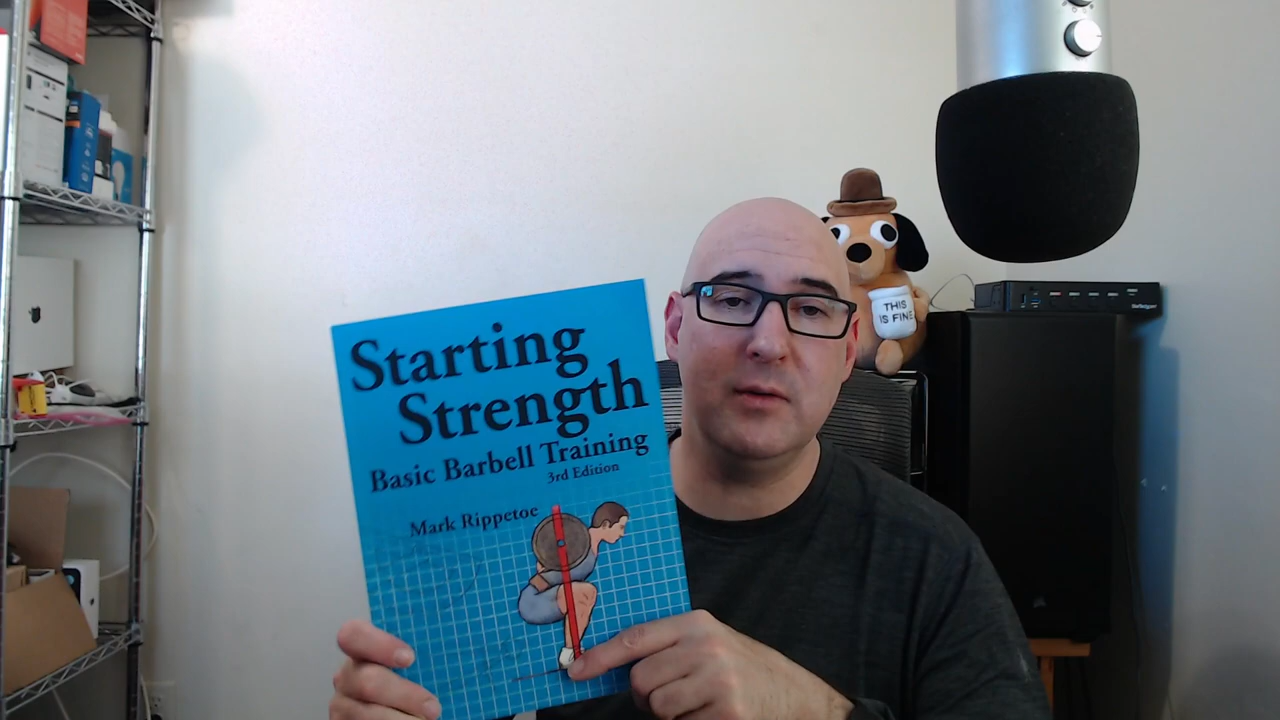 Starting
Strength
Basic Barbell Training
3rd Edition
Mark Rippetoe
THIS
IS FINE